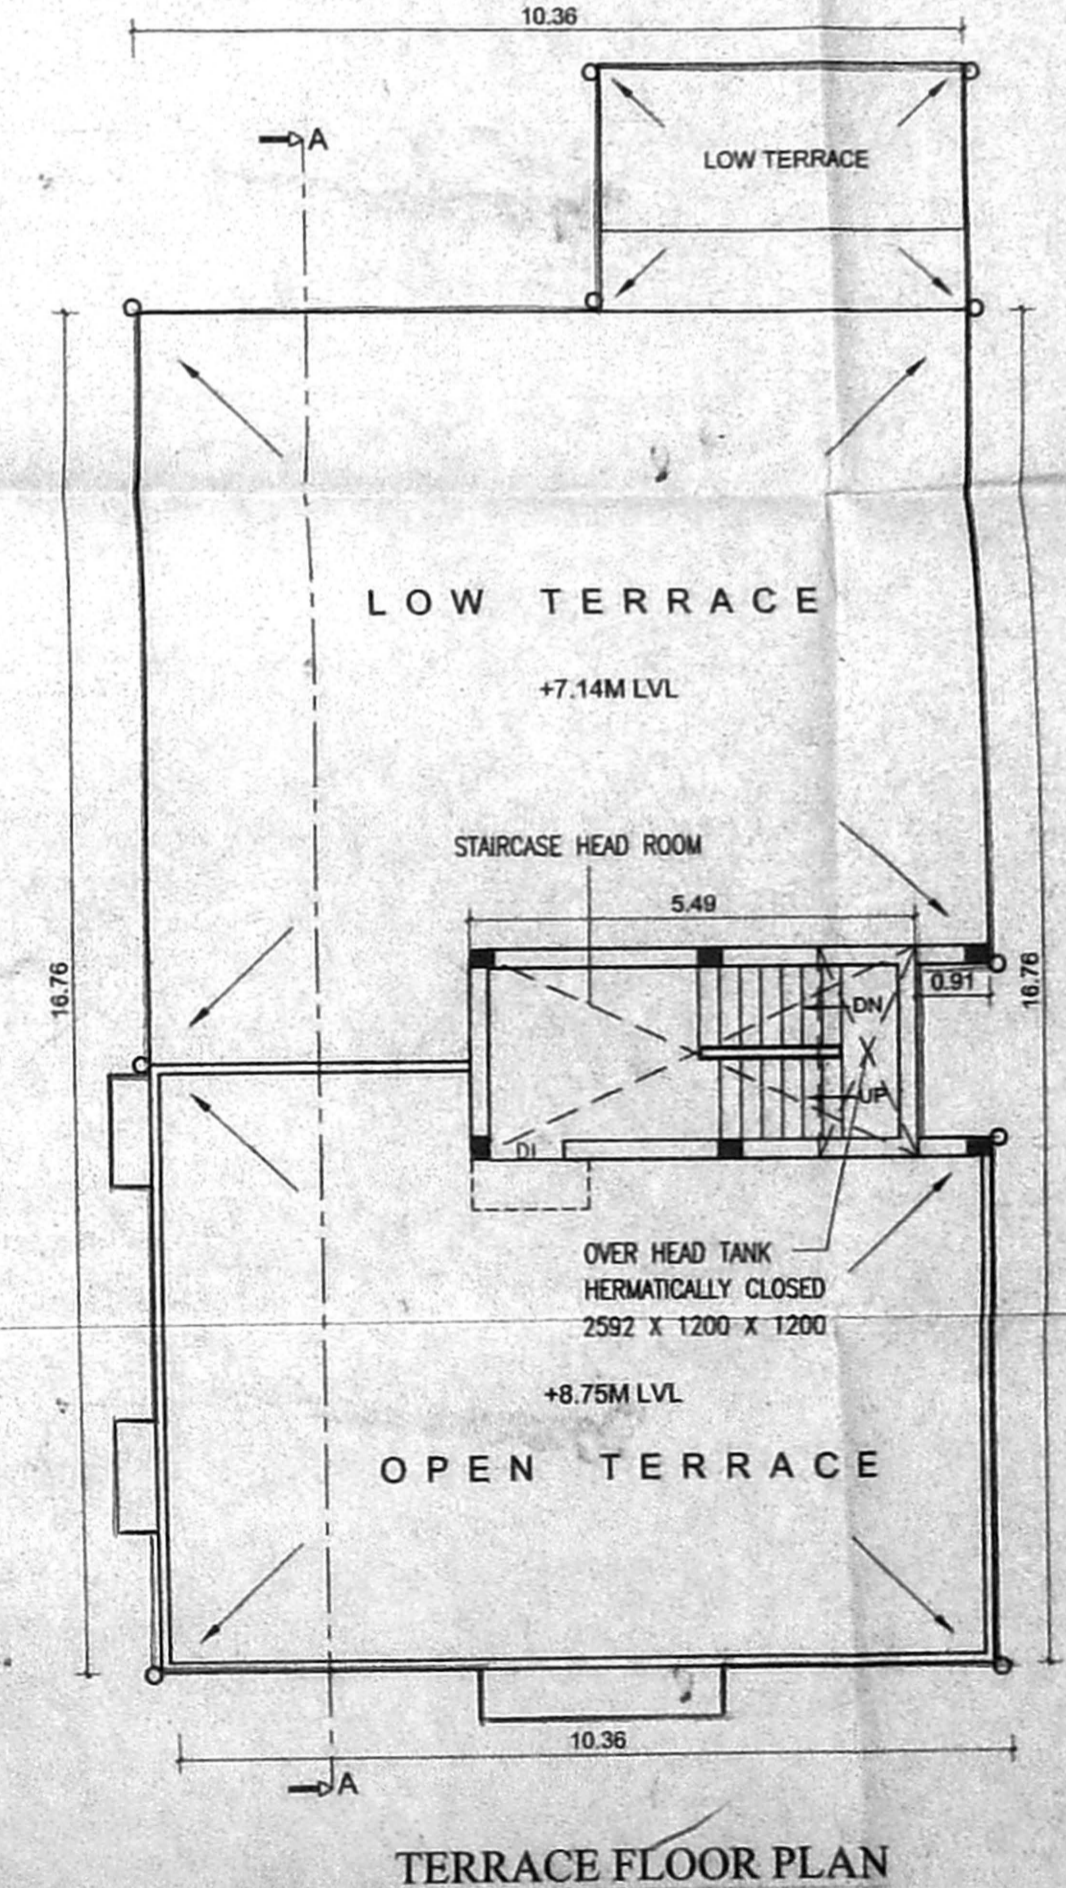 10.36
A
LOW TERRACE
LOW TERRACE
+7.14M LVL
STAIRCASE HEAD ROOM
5.49
16.76
16.76
0.91
DN
UP
D1
OVER HEAD TANK
HERMATICALLY CLOSED
2592 X 1200 X 1200
+8.75M LVL
OPEN TERRACE
10.36
A
TERRACE FLOOR PLAN